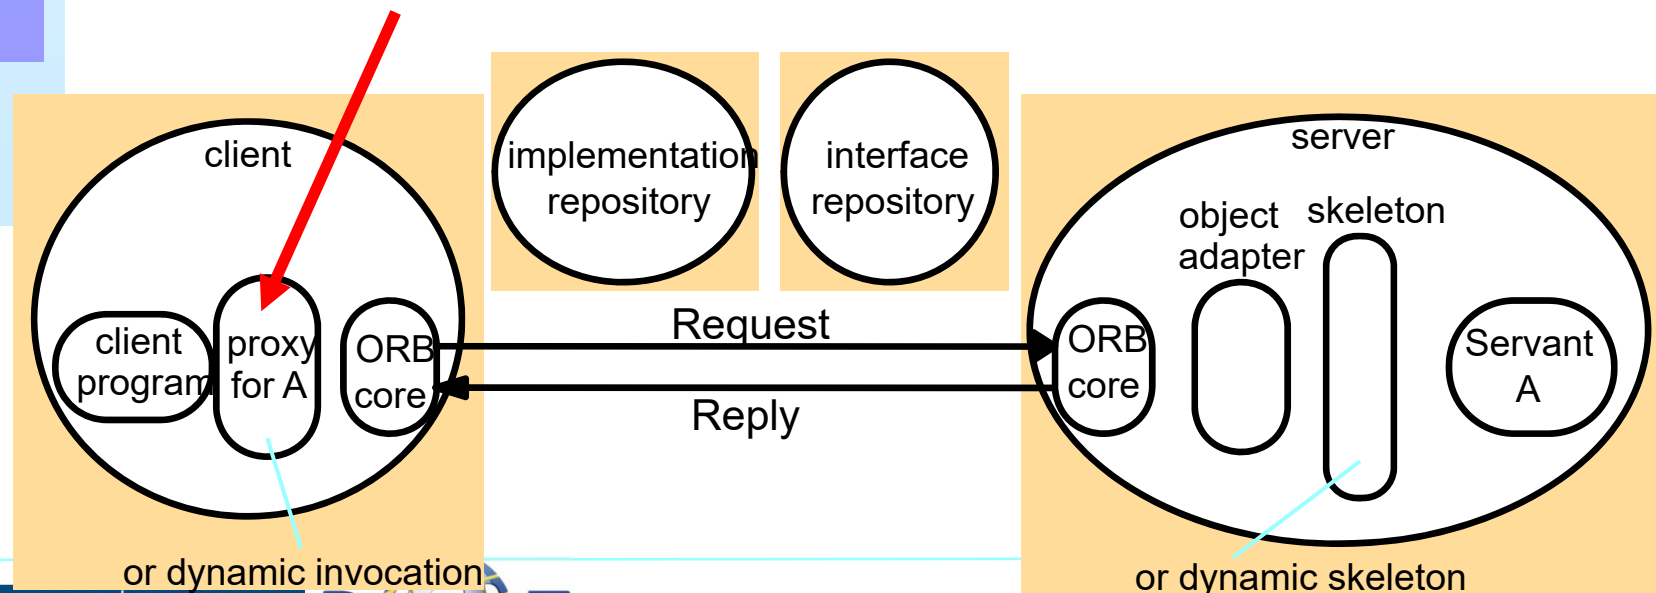 client
implementation
repository
interface
repository
server
object
adapter
skeleton
client
program
proxy
for A
ORB
core
Request
Reply
ORB
core
Servant
A
or dynamic invocation
or dynamic skeleton